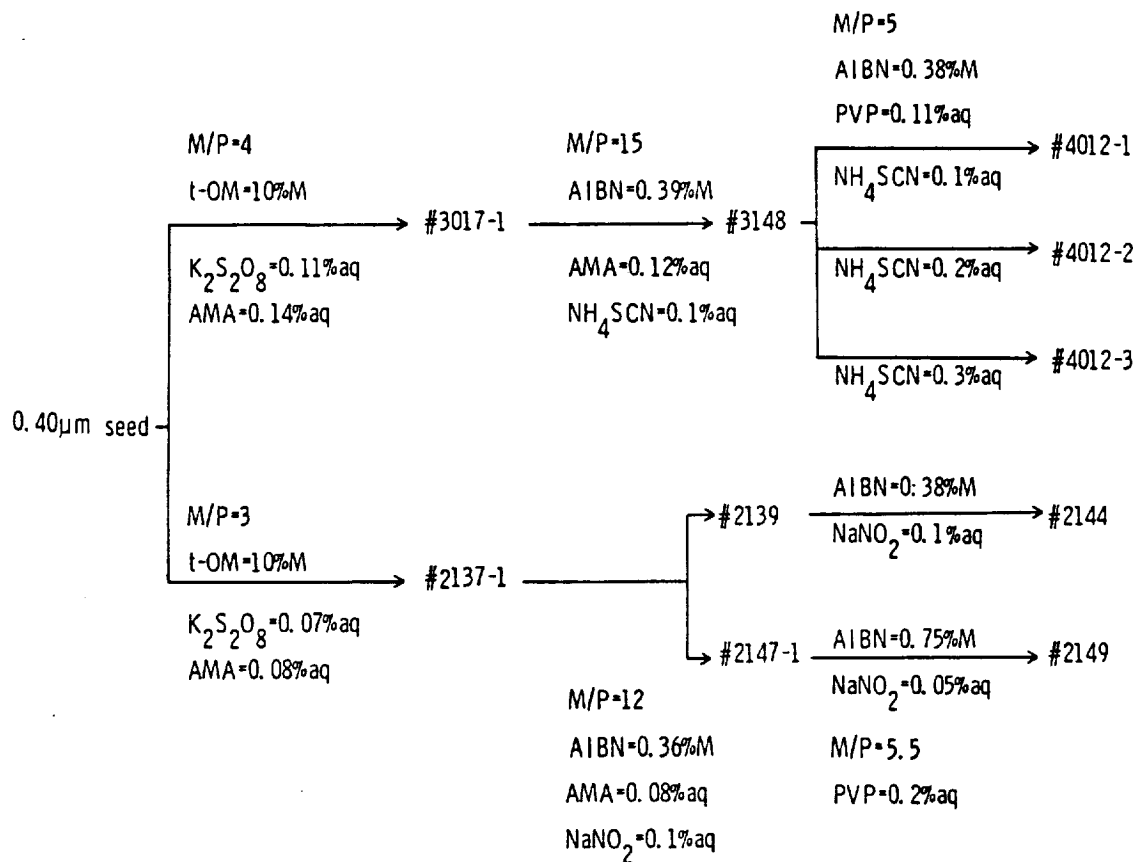 M/P=5
AIBN=0.38%M
PVP=0.11%aq
M/P=4
M/P=15
#4012-1
t-OM=10%M
AIBN=0.39%M
NH4SCN=0.1%aq
#3017-1
#3148
K2S2O8=0.11%aq
AMA=0.12%aq
NH4SCN=0.2%aq
#4012-2
AMA=0.14%aq
NH4SCN=0.1%aq
#4012-3
NH4SCN=0.3%aq
0.40µm seed
M/P=3
AIBN=0:38%M
#2139
#2144
t-OM=10%M
NaNO2=0.1%aq
#2137-1
K2S2O8=0.07%aq
AIBN=0.75%M
#2147-1
#2149
AMA=0.08%aq
NaNO2=0.05%aq
M/P=12
AIBN=0.36%M
M/P=5.5
AMA=0.08%aq
PVP=0.2%aq
NaNO2=0.1%aq